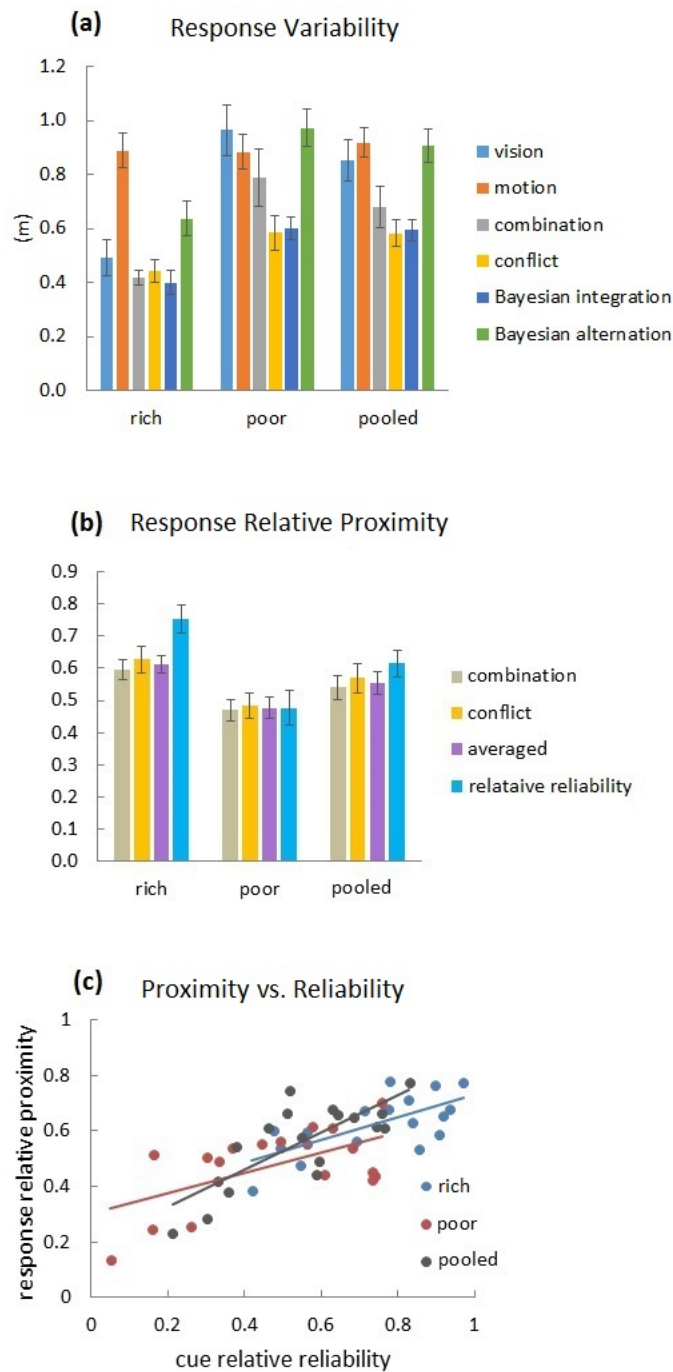 (a) Response Variability
1.2
1.0
0.8
0.6
0.4
0.2
0.0
(m)
rich poor pooled
vision
motion
combination
conflict
Bayesian integration
Bayesian alternation
(b) Response Relative Proximity
0.9
0.8
0.7
0.6
0.5
0.4
0.3
0.2
0.1
0.0
rich poor pooled
combination
conflict
averaged
relataive reliability
(c) Proximity vs. Reliability
response relative proximity
1
0.8
0.6
0.4
0.2
0
0 0.2 0.4 0.6 0.8 1
rich
poor
pooled
cue relative reliability